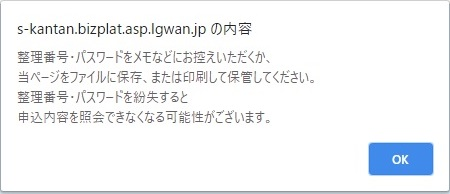 s-kantan.bizplat.asp.lgwan.jp の内容
整理番号・パスワードをメモなどにお控えいただくか、
当ページをファイルに保存、または印刷して保管してください。
整理番号・パスワードを紛失すると
申込内容を照会できなくなる可能性がございます。
OK